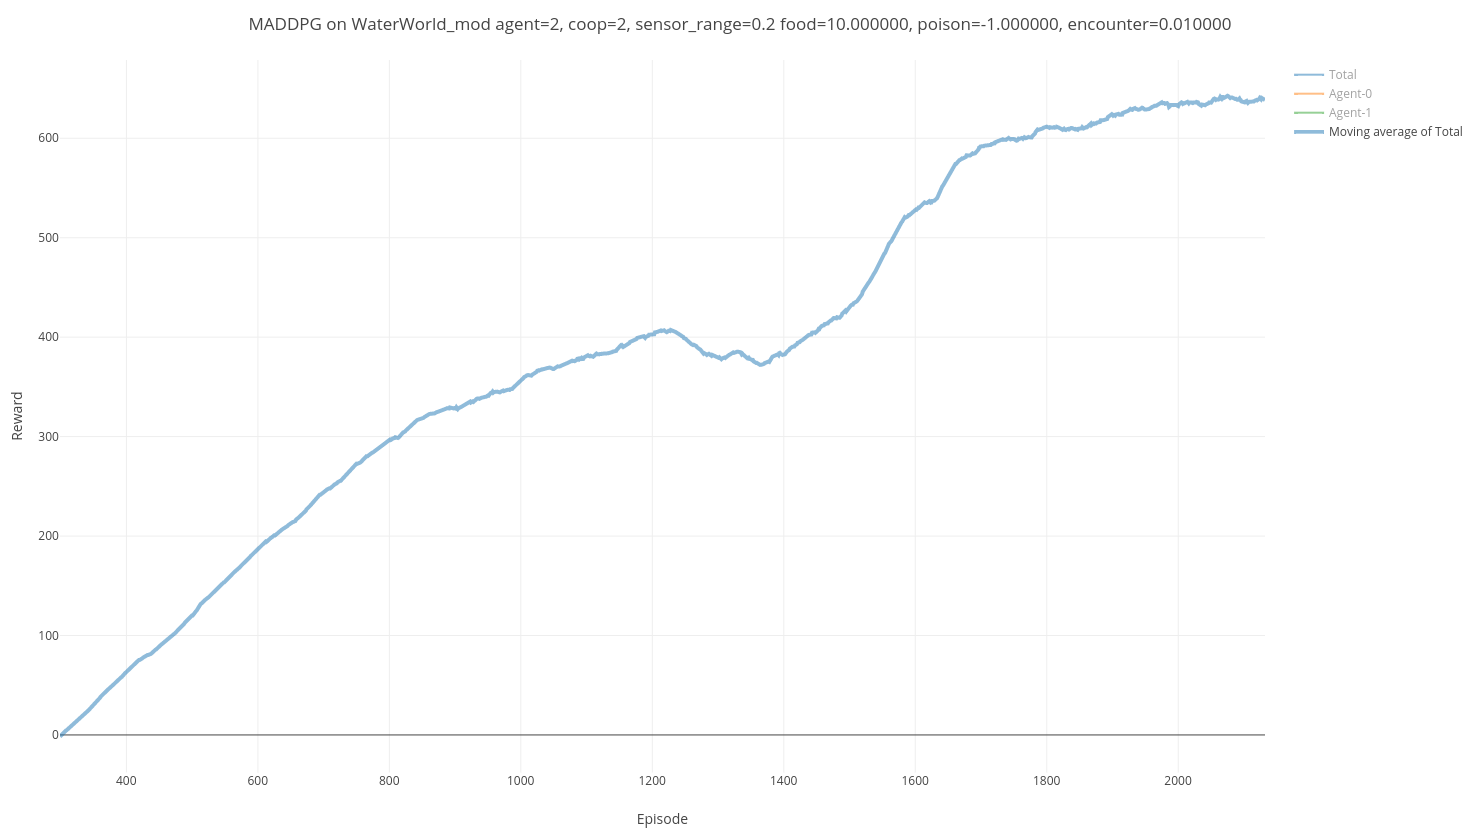 MADDPG on WaterWorld_mod agent=2, coop=2, sensor_range=0.2 food=10.000000, poison=-1.000000, encounter=0.010000
Total
Agent-0
Agent-1
Moving average of Total
600
500
400
300
200
100
0
Reward
400 600 800 1000 1200 1400 1600 1800 2000
Episode